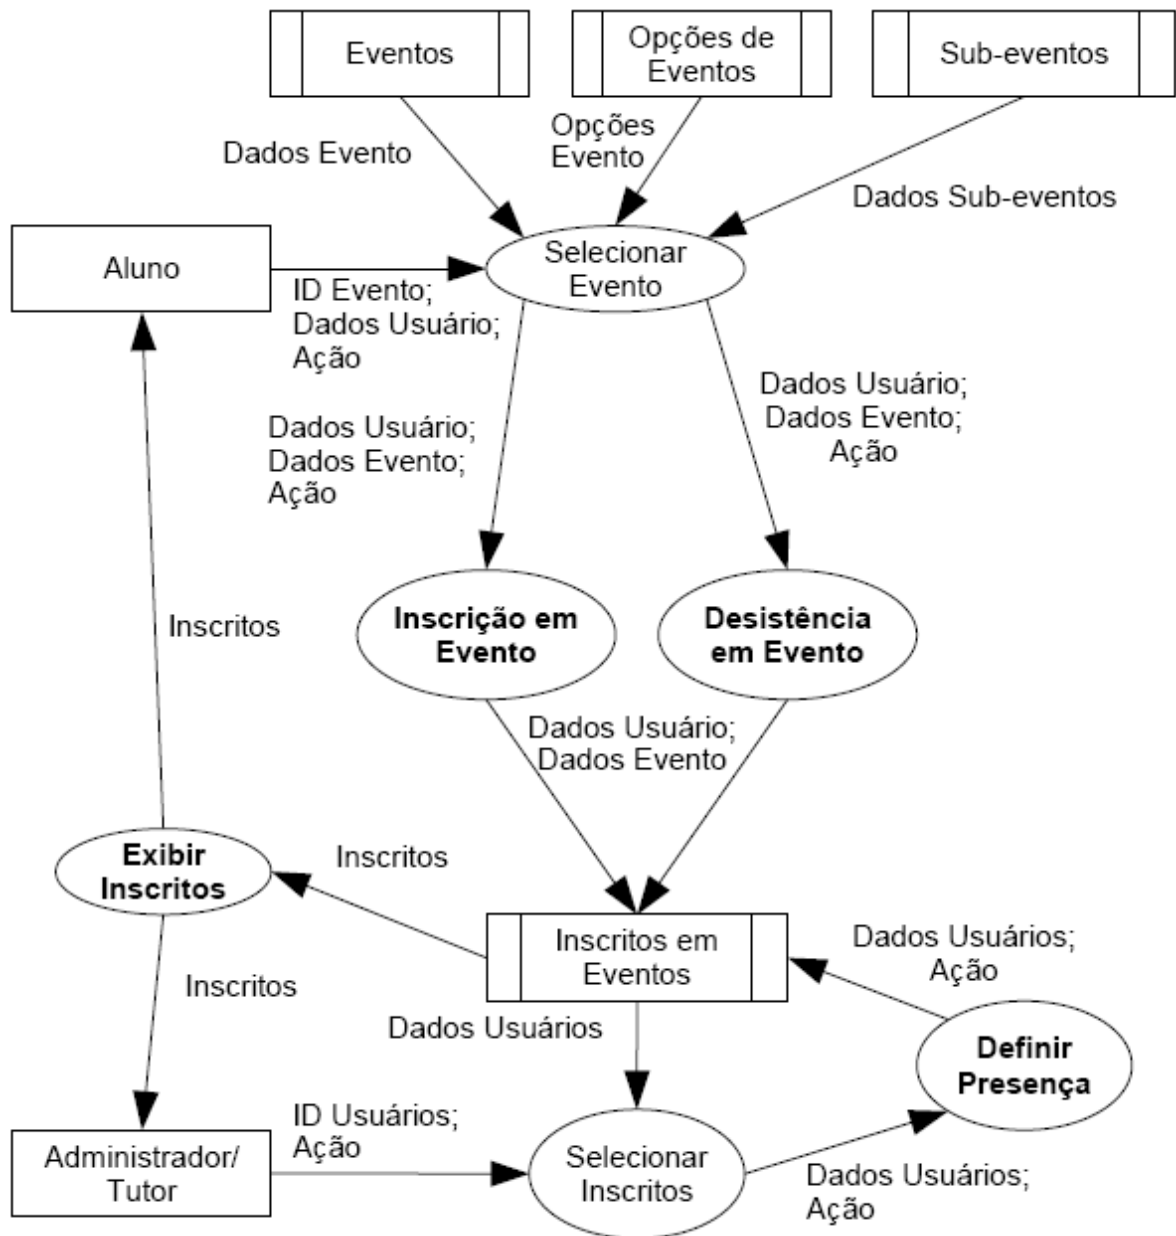 Eventos
Opções de
Eventos
Sub-eventos
Dados Evento
Opções
Evento
Dados Sub-eventos
Aluno
Selecionar
Evento
ID Evento;
Dados Usuário;
Ação
Dados Usuário;
Dados Evento;
Ação
Dados Usuário;
Dados Evento;
Ação
Inscritos
Inscrição em
Evento
Desistência
em Evento
Dados Usuário;
Dados Evento
Exibir
Inscritos
Inscritos
Inscritos em
Eventos
Dados Usuários;
Ação
Inscritos
Dados Usuários
Definir
Presença
ID Usuários;
Ação
Administrador/
Tutor
Selecionar
Inscritos
Dados Usuários;
Ação